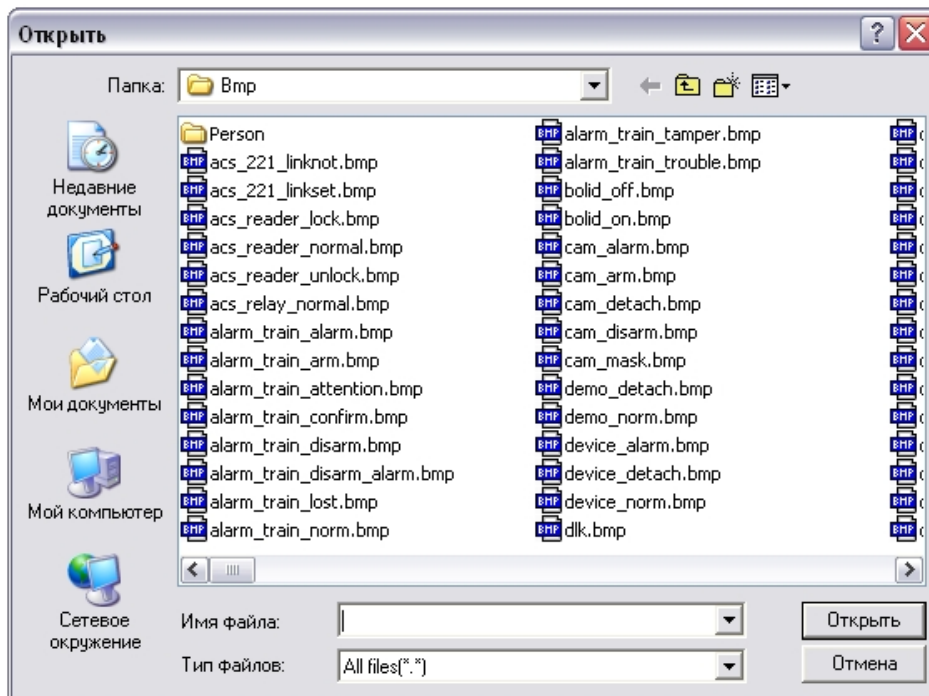 Открыть
Папка:
Bmp
Недавние
документы
Рабочий стол
Мои документы
Мой компьютер
Сетевое
окружение
Person
acs_221_linknot.bmp
acs_221_linkset.bmp
acs_reader_lock.bmp
acs_reader_normal.bmp
acs_reader_unlock.bmp
acs_relay_normal.bmp
alarm_train_alarm.bmp
alarm_train_arm.bmp
alarm_train_attention.bmp
alarm_train_confirm.bmp
alarm_train_disarm.bmp
alarm_train_disarm_alarm.bmp
alarm_train_lost.bmp
alarm_train_norm.bmp
alarm_train_tamper.bmp
alarm_train_trouble.bmp
bolid_off.bmp
bolid_on.bmp
cam_alarm.bmp
cam_arm.bmp
cam_detach.bmp
cam_disarm.bmp
cam_mask.bmp
demo_detach.bmp
demo_norm.bmp
device_alarm.bmp
device_detach.bmp
device_norm.bmp
dlk.bmp
Имя файла:
Открыть
Тип файлов:
All files(*.*)
Отмена